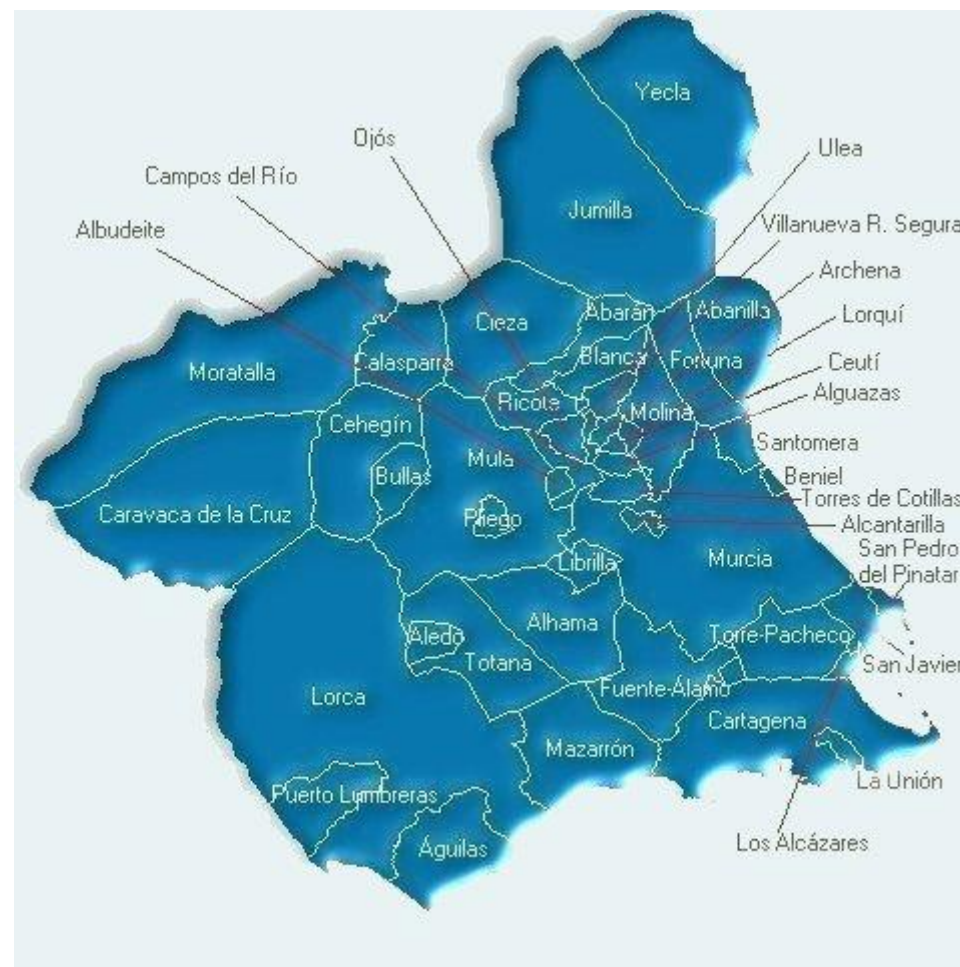 Yecla
Ojós
Ulea
Campos del Río
Jumilla
Villanueva R. Segura
Albudeite
Archena
Abarán
Abanilla
Lorquí
Cieza
Blanca
Fortuna
Ceutí
Calasparra
Moratalla
Alguazas
Ricote
Molina
Cehegín
Santomera
Mula
Bullas
Beniel
Torres de Cotillas
Caravaca de la Cruz
Pliego
Alcantarilla
San Pedro
del Pinatar
Librilla
Murcia
Alhama
Aledo
Torre-Pacheco
Totana
San Javier
Lorca
Fuente-Alamo
Cartagena
Mazarrón
La Unión
Puerto Lumbreras
Los Alcázares
Aguilas